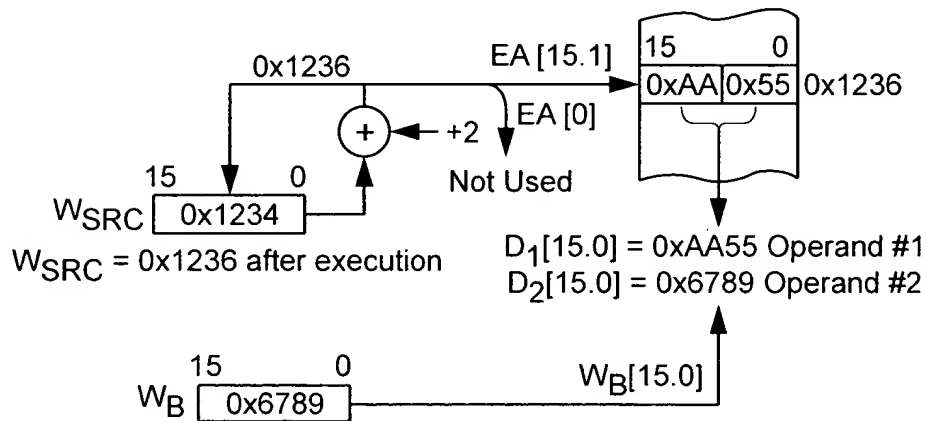 15 0
0x1236 EA [15.1]
0xAA 0x55 0x1236
EA [0]
+ +2
15 0 Not Used
WSRC 0x1234
WSRC = 0x1236 after execution
D1[15.0] = 0xAA55 Operand #1
D2[15.0] = 0x6789 Operand #2
15 0
WB[15.0]
WB 0x6789